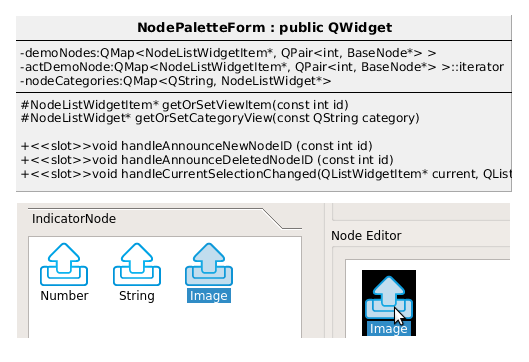 NodePaletteForm : public QWidget
-demoNodes:QMap<NodeListWidgetItem*, QPair<int, BaseNode*> >
-actDemoNode:QMap<NodeListWidgetItem*, QPair<int, BaseNode*> >::iterator
-nodeCategories:QMap<QString, NodeListWidget*>
#NodeListWidgetItem* getOrSetViewItem(const int id)
#NodeListWidget* getOrSetCategoryView(const QString category)
+<<slot>>void handleAnnounceNewNodeID (const int id)
+<<slot>>void handleAnnounceDeletedNodeID (const int id)
+<<slot>>void handleCurrentSelectionChanged(QListWidgetItem* current, QList
IndicatorNode
Node Editor
Number String Image
Image